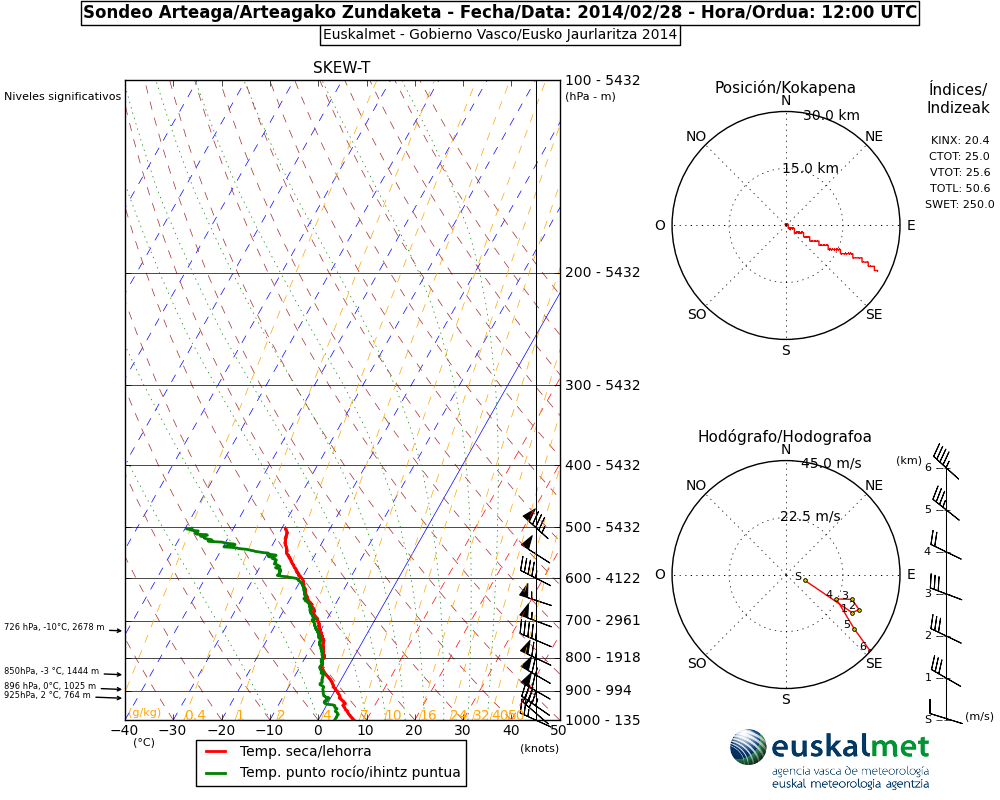 Sondeo Arteaga/Arteagako Zundaketa - Fecha/Data: 2014/02/28 - Hora/Ordua: 12:00 UTC
Euskalmet - Gobierno Vasco/Eusko Jaurlaritza 2014
SKEW-T
Niveles significativos
100 - 5432
(hPa - m)
200 - 5432
300 - 5432
400 - 5432
500 - 5432
600 - 4122
700 - 2961
800 - 1918
900 - 994
1000 - 135
726 hPa, -10°C, 2678 m
850hPa, -3 °C, 1444 m
896 hPa, 0°C, 1025 m
925hPa, 2 °C, 764 m
(g/kg) 0.4 1 2 4 7 10 16 24 32 40
−40 −30 −20 −10 0 10 20 30 40 50
(°C)
(knots)
Temp. seca/lehorra
Temp. punto rocío/ihintz puntua
Posición/Kokapena
N
30.0 km
NO
NE
15.0 km
O
E
SO
SE
S
Índices/
Indizeak
KINX: 20.4
CTOT: 25.0
VTOT: 25.6
TOTL: 50.6
SWET: 250.0
Hodógrafo/Hodografoa
N
45.0 m/s
NO
NE
22.5 m/s
O
E
S
1
2
3
4
5
6
SO
SE
S
(km)
6
5
4
3
2
1
S
(m/s)
euskalmet
agencia vasca de meteorología
euskal meteorologia agentzia